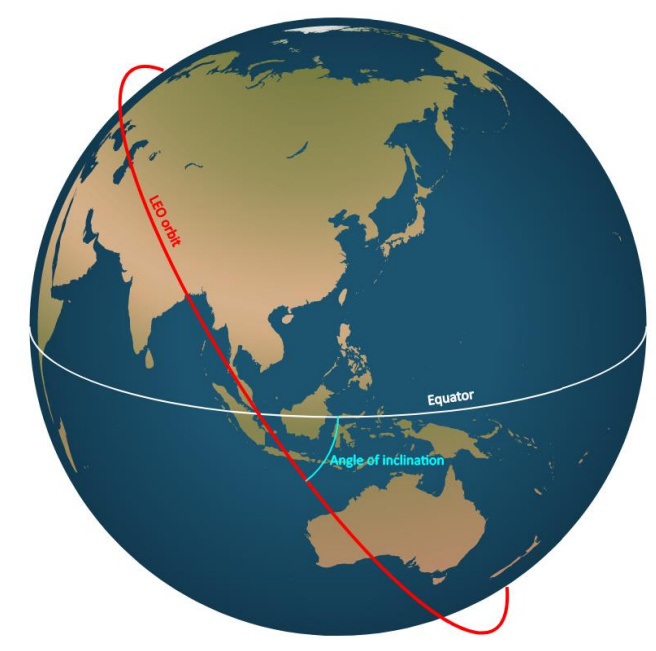 LEO orbit
Equator
Angle of inclination